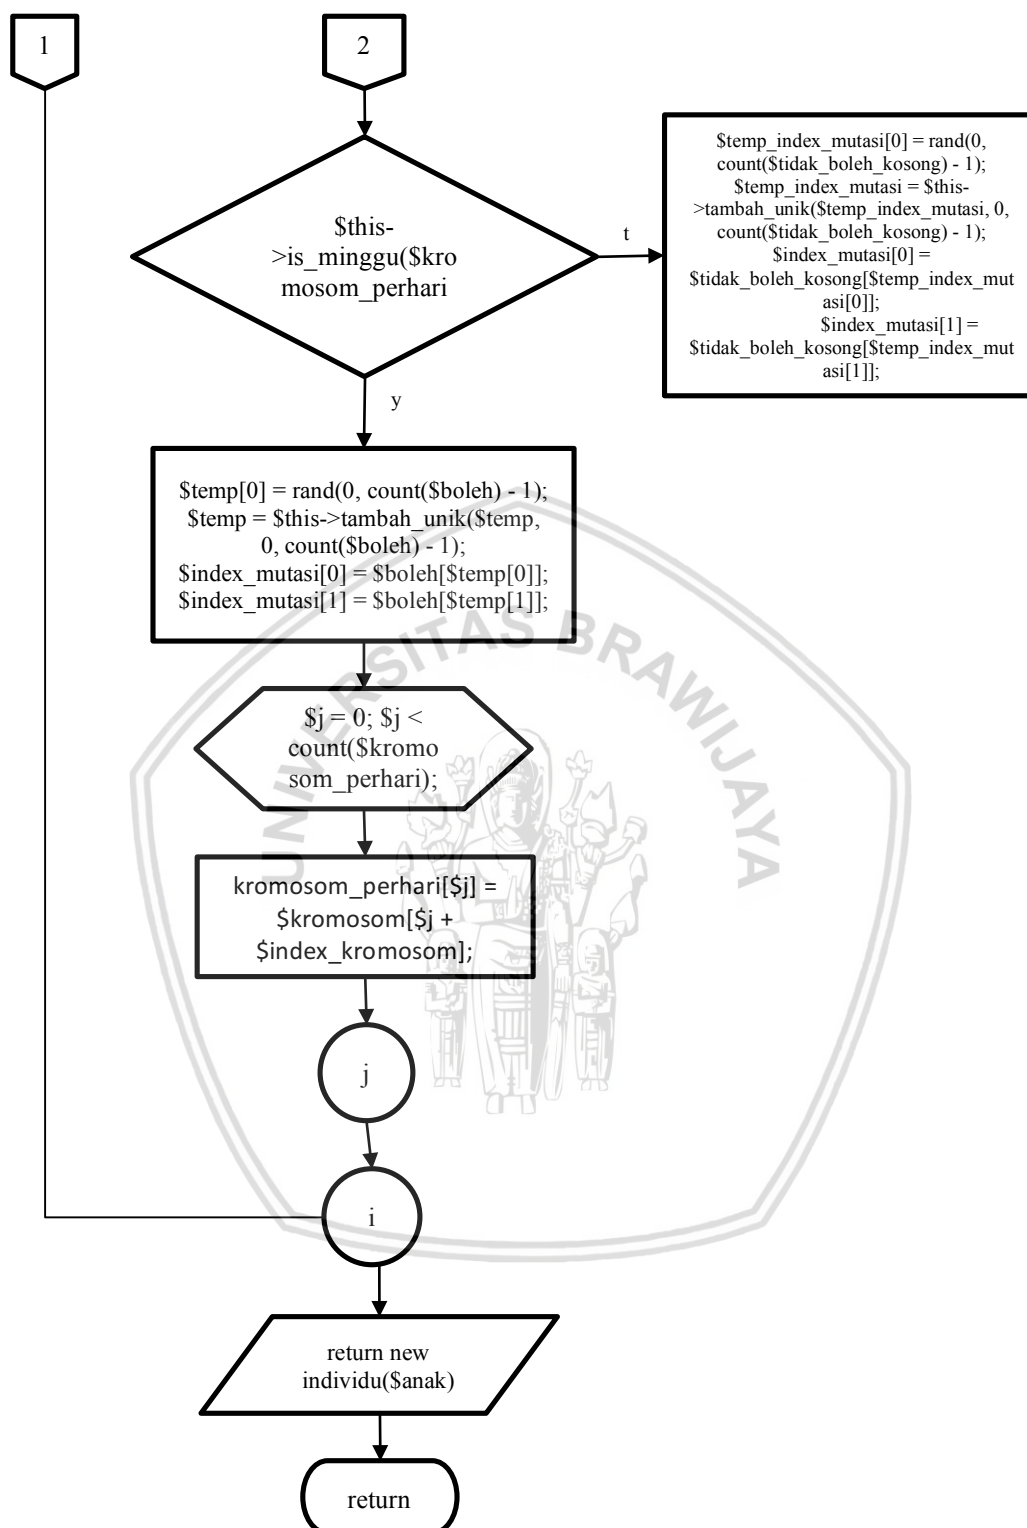 1
2
$this-
>is_minggu($kro
mosom_perhari
t
$temp_index_mutasi[0] = rand(0,
count($tidak_boleh_kosong) - 1);
$temp_index_mutasi = $this-
>tambah_unik($temp_index_mutasi, 0,
count($tidak_boleh_kosong) - 1);
$index_mutasi[0] =
$tidak_boleh_kosong[$temp_index_mut
asi[0]];
$index_mutasi[1] =
$tidak_boleh_kosong[$temp_index_mut
asi[1]];
y
$temp[0] = rand(0, count($boleh) - 1);
$temp = $this->tambah_unik($temp,
0, count($boleh) - 1);
$index_mutasi[0] = $boleh[$temp[0]];
$index_mutasi[1] = $boleh[$temp[1]];
UNIVERSITAS BRAWIJAYA
$j = 0; $j <
count($kromo
som_perhari);
kromosom_perhari[$j] =
$kromosom[$j +
$index_kromosom];
j
i
return new
individu($anak)
return